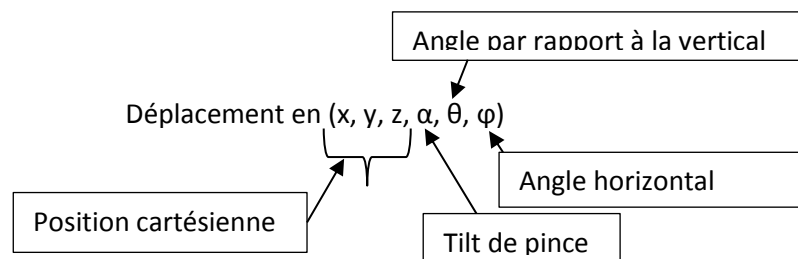 Angle par rapport à la vertical
Déplacement en (x, y, z, α, θ, φ)
Angle horizontal
Position cartésienne
Tilt de pince